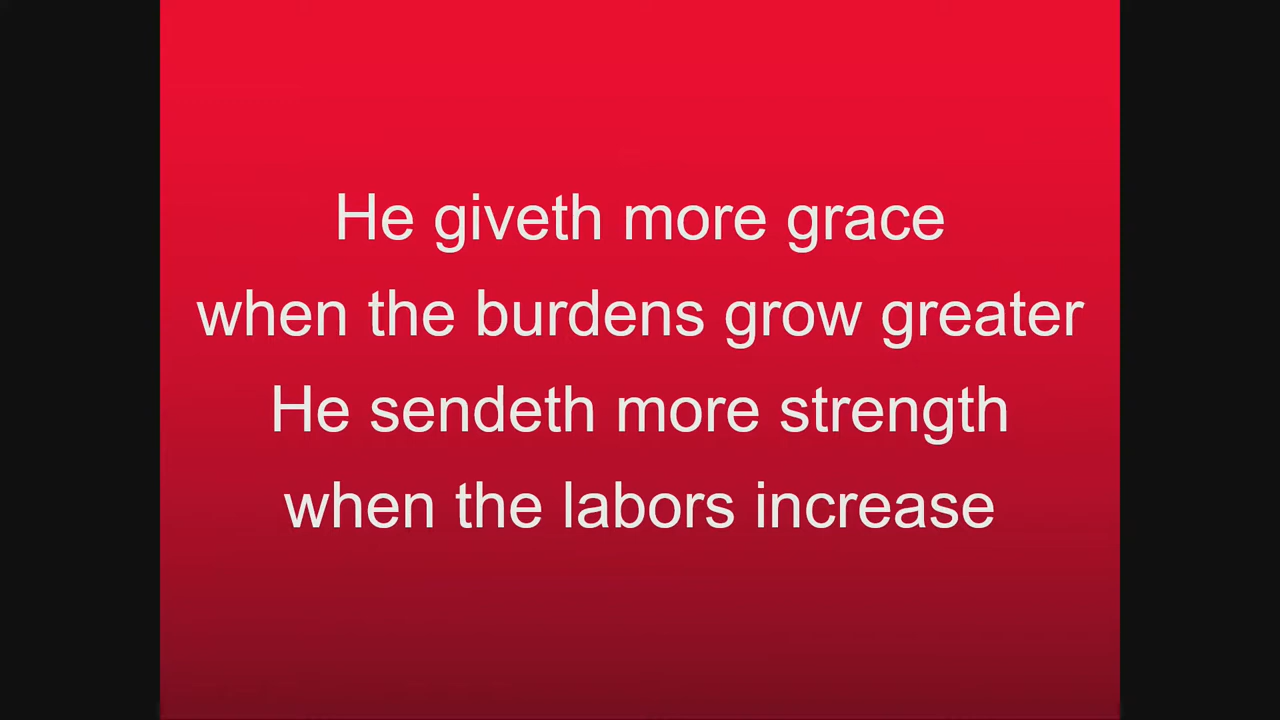 He giveth more grace
when the burdens grow greater
He sendeth more strength
when the labors increase